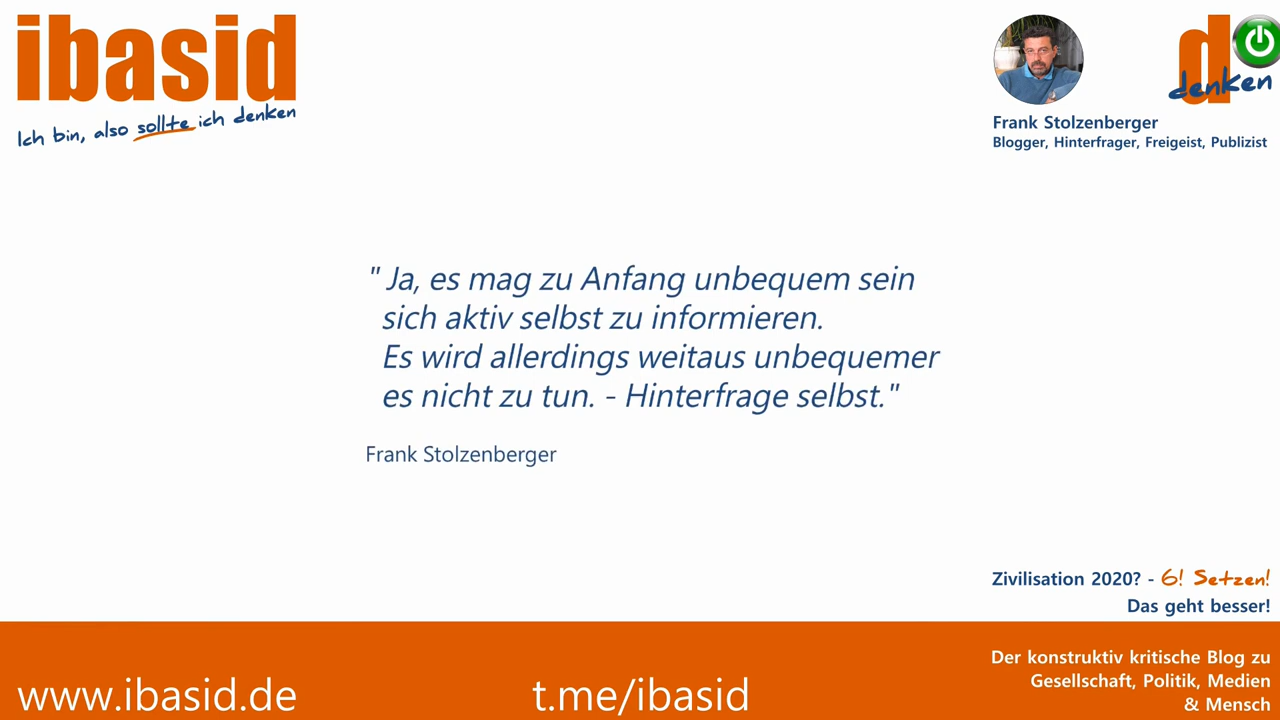 ibasid
Ich bin, also sollte ich denken
d
denken
Frank Stolzenberger
Blogger, Hinterfrager, Freigeist, Publizist
" Ja, es mag zu Anfang unbequem sein
sich aktiv selbst zu informieren.
Es wird allerdings weitaus unbequemer
es nicht zu tun. - Hinterfrage selbst."
Frank Stolzenberger
Zivilisation 2020? - 6! Setzen!
Das geht besser!
www.ibasid.de
t.me/ibasid
Der konstruktiv kritische Blog zu
Gesellschaft, Politik, Medien
& Mensch